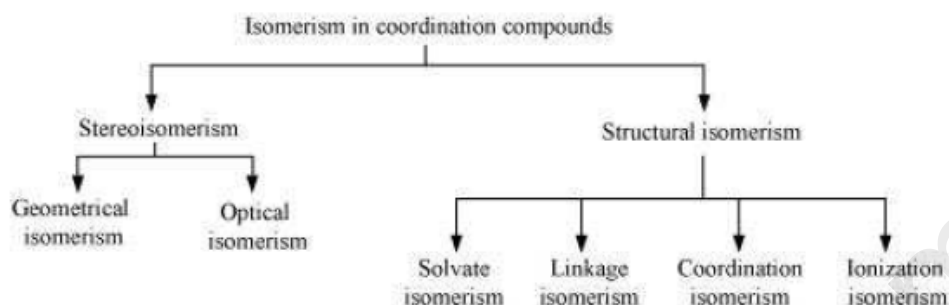 Isomerism in coordination compounds
Stereoisomerism
Structural isomerism
Geometrical
isomerism
Optical
isomerism
Solvate
isomerism
Linkage
isomerism
Coordination
isomerism
Ionization
isomerism